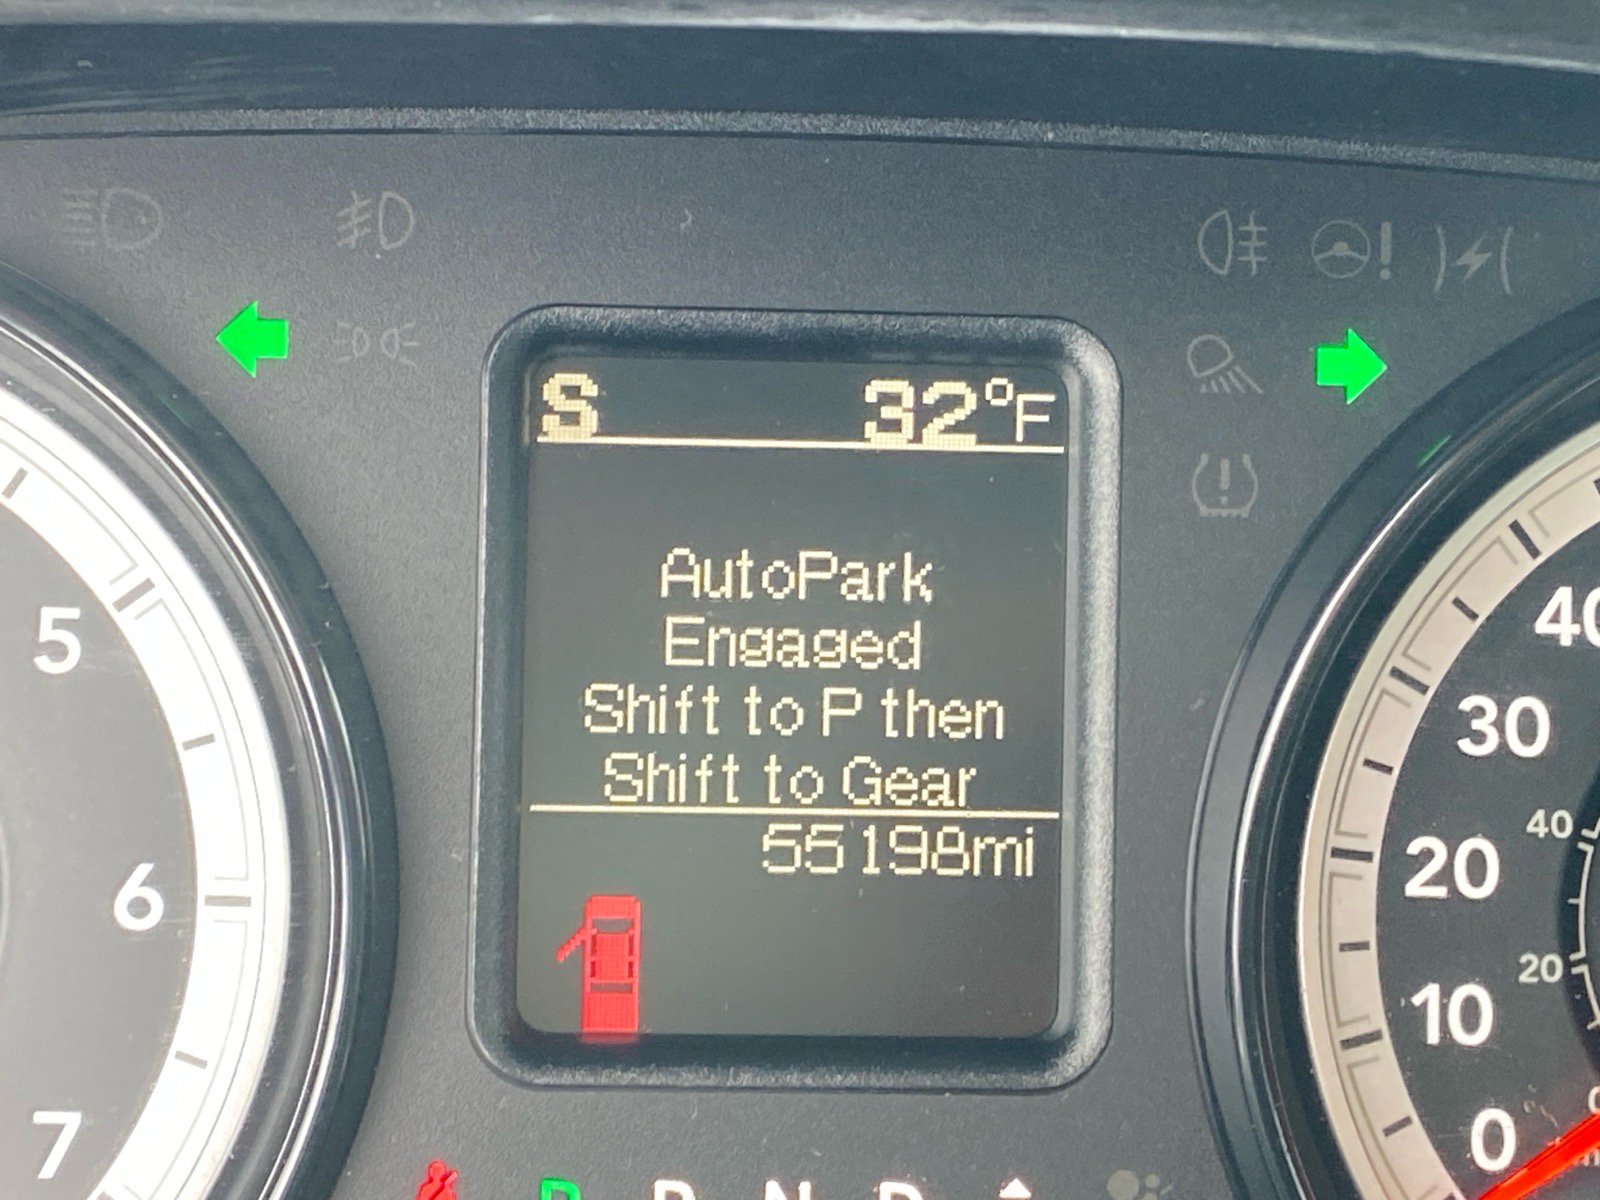 S 32°F
AutoPark
Engaged
Shift to P then
Shift to Gear
55198mi
5
6
7
40
30
20
10
0
40
20
P R N D